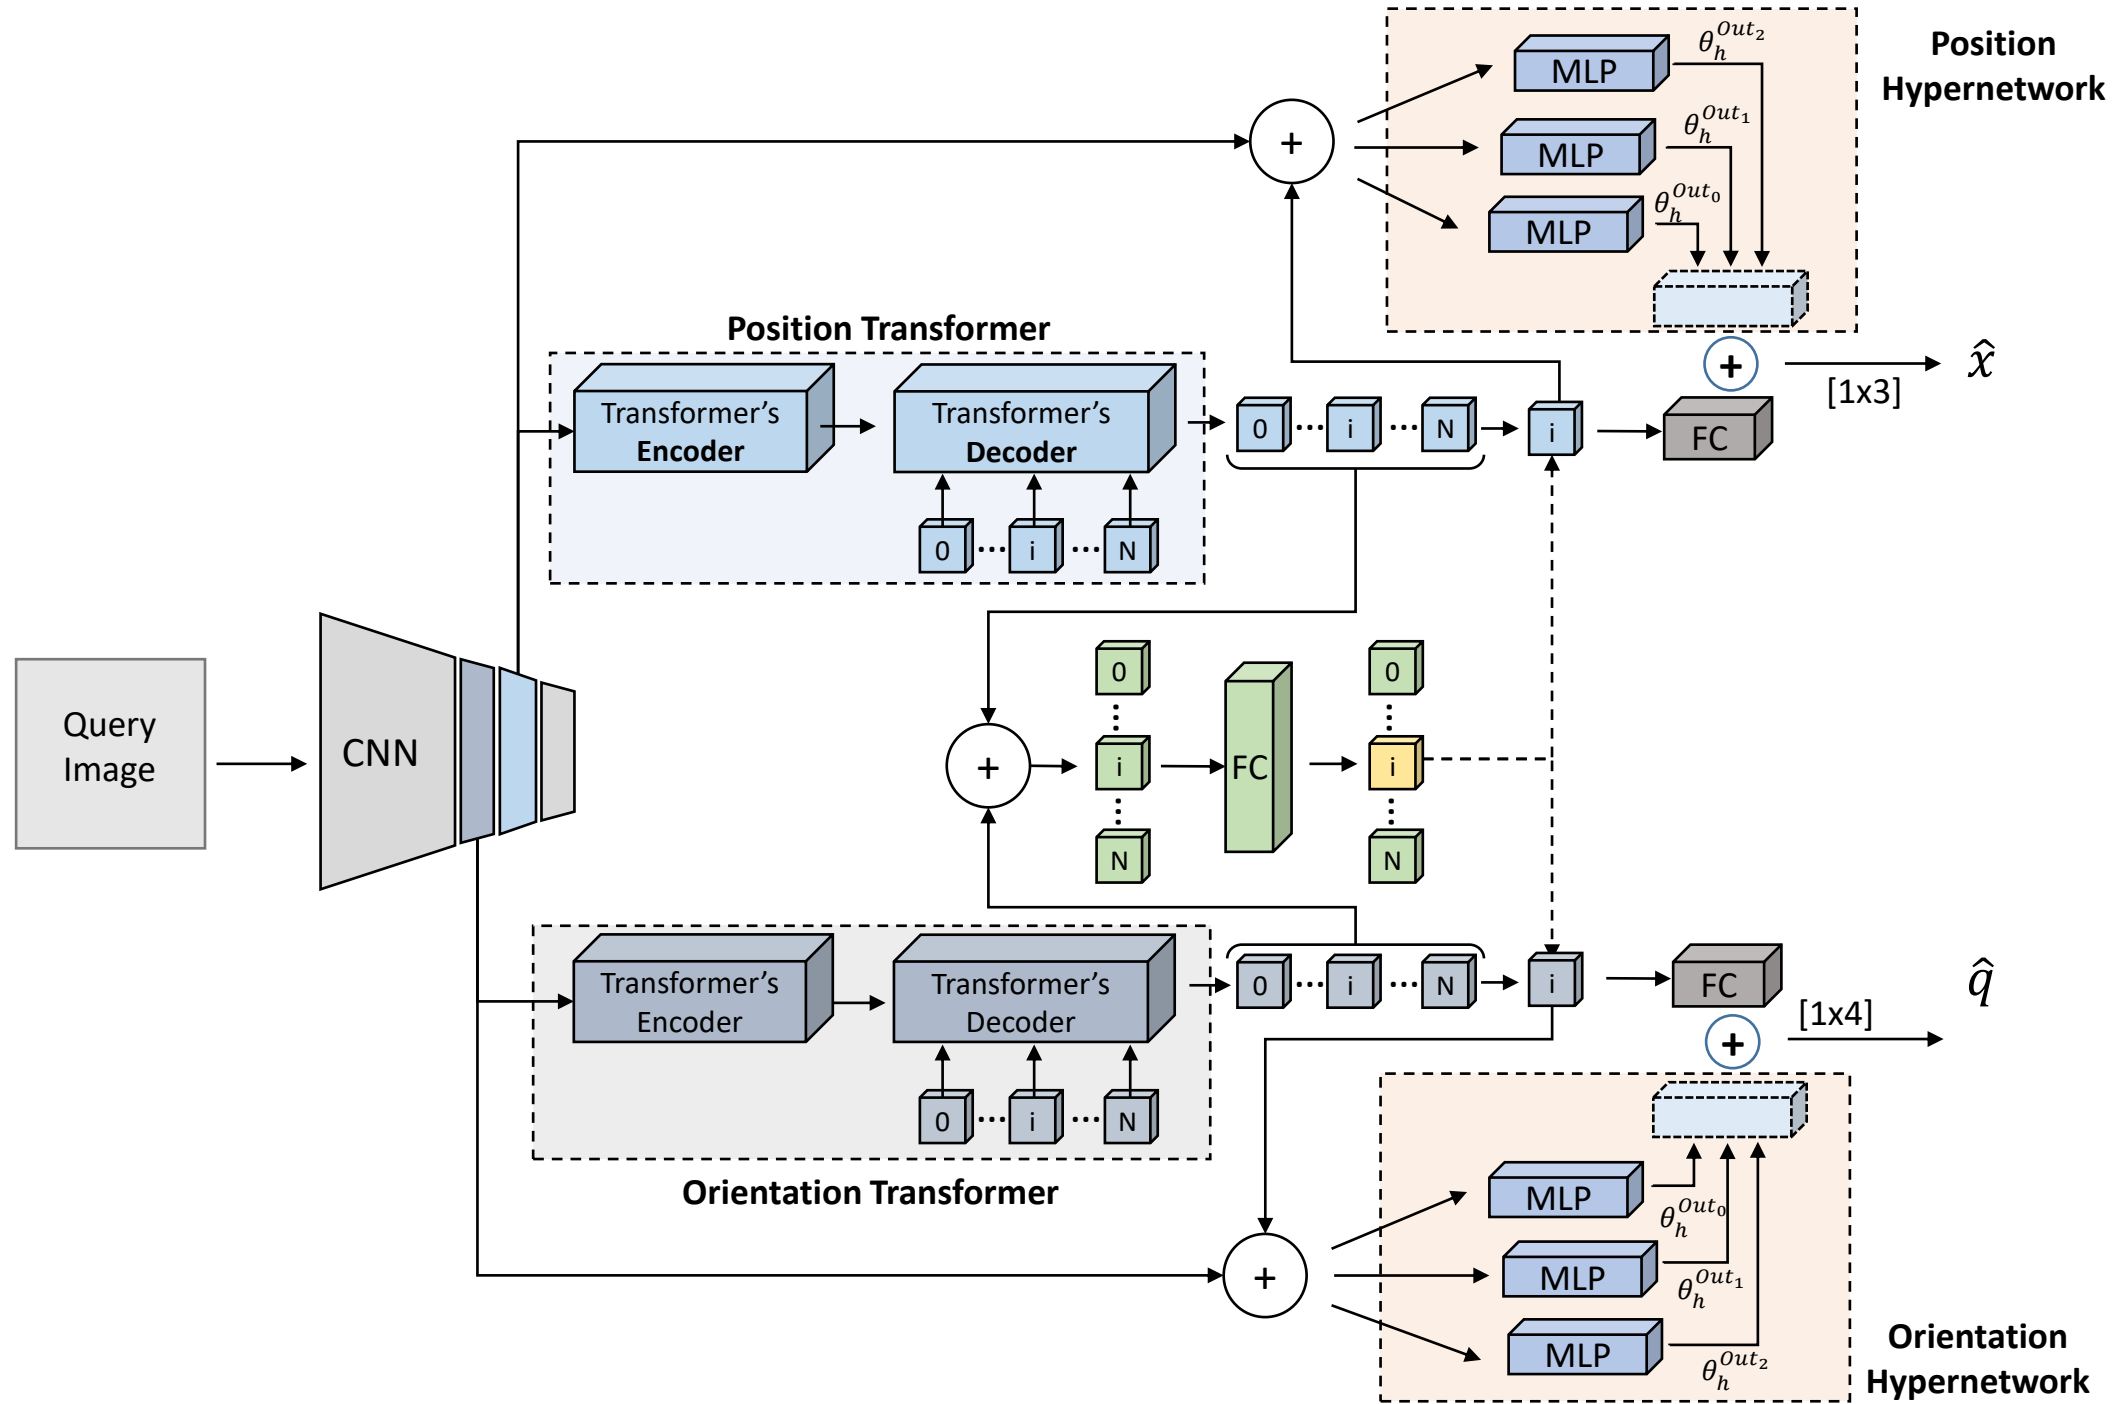 Position
Hypernetwork
MLP
θ_h^{Out_2}
MLP
θ_h^{Out_1}
MLP
θ_h^{Out_0}
+
Position Transformer
Transformer's
Encoder
Transformer's
Decoder
0 ··· i ··· N
0 ··· i ··· N
i
FC
+
[1x3]
x̂
Query
Image
CNN
+
0
i
N
FC
0
i
N
Transformer's
Encoder
Transformer's
Decoder
0 ··· i ··· N
0 ··· i ··· N
i
FC
+
[1x4]
q̂
Orientation Transformer
+
MLP
θ_h^{Out_0}
MLP
θ_h^{Out_1}
MLP
θ_h^{Out_2}
Orientation
Hypernetwork